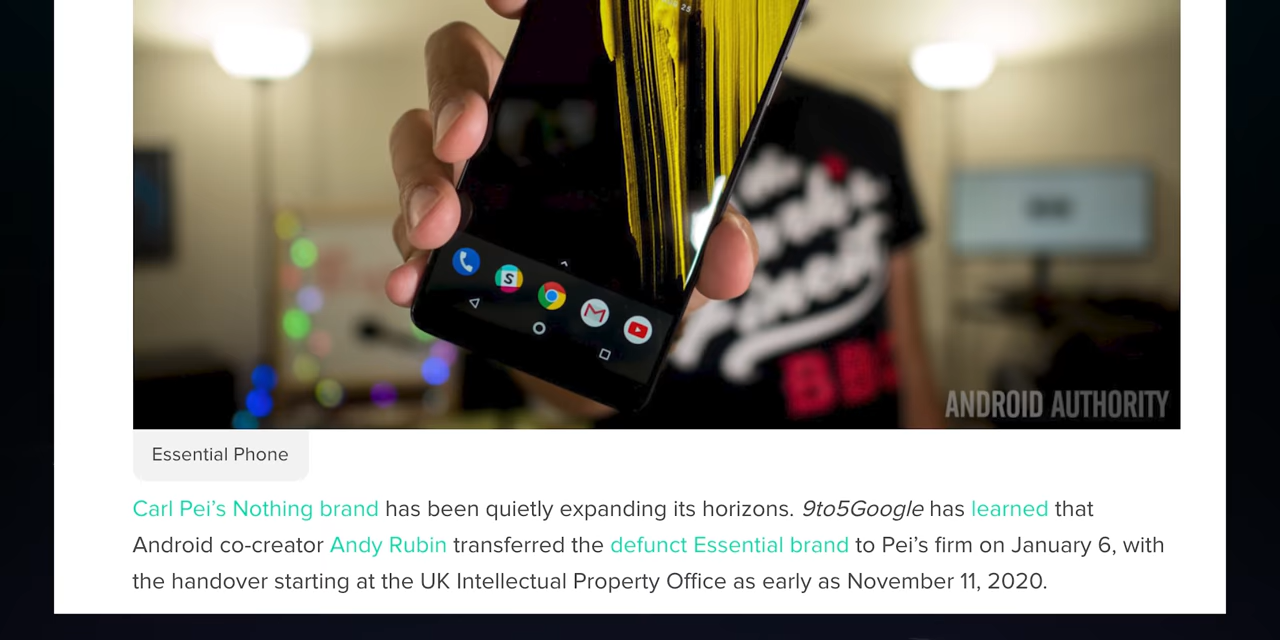 25
ANDROID AUTHORITY
Essential Phone
Carl Pei’s Nothing brand has been quietly expanding its horizons. 9to5Google has learned that
Android co-creator Andy Rubin transferred the defunct Essential brand to Pei’s firm on January 6, with
the handover starting at the UK Intellectual Property Office as early as November 11, 2020.